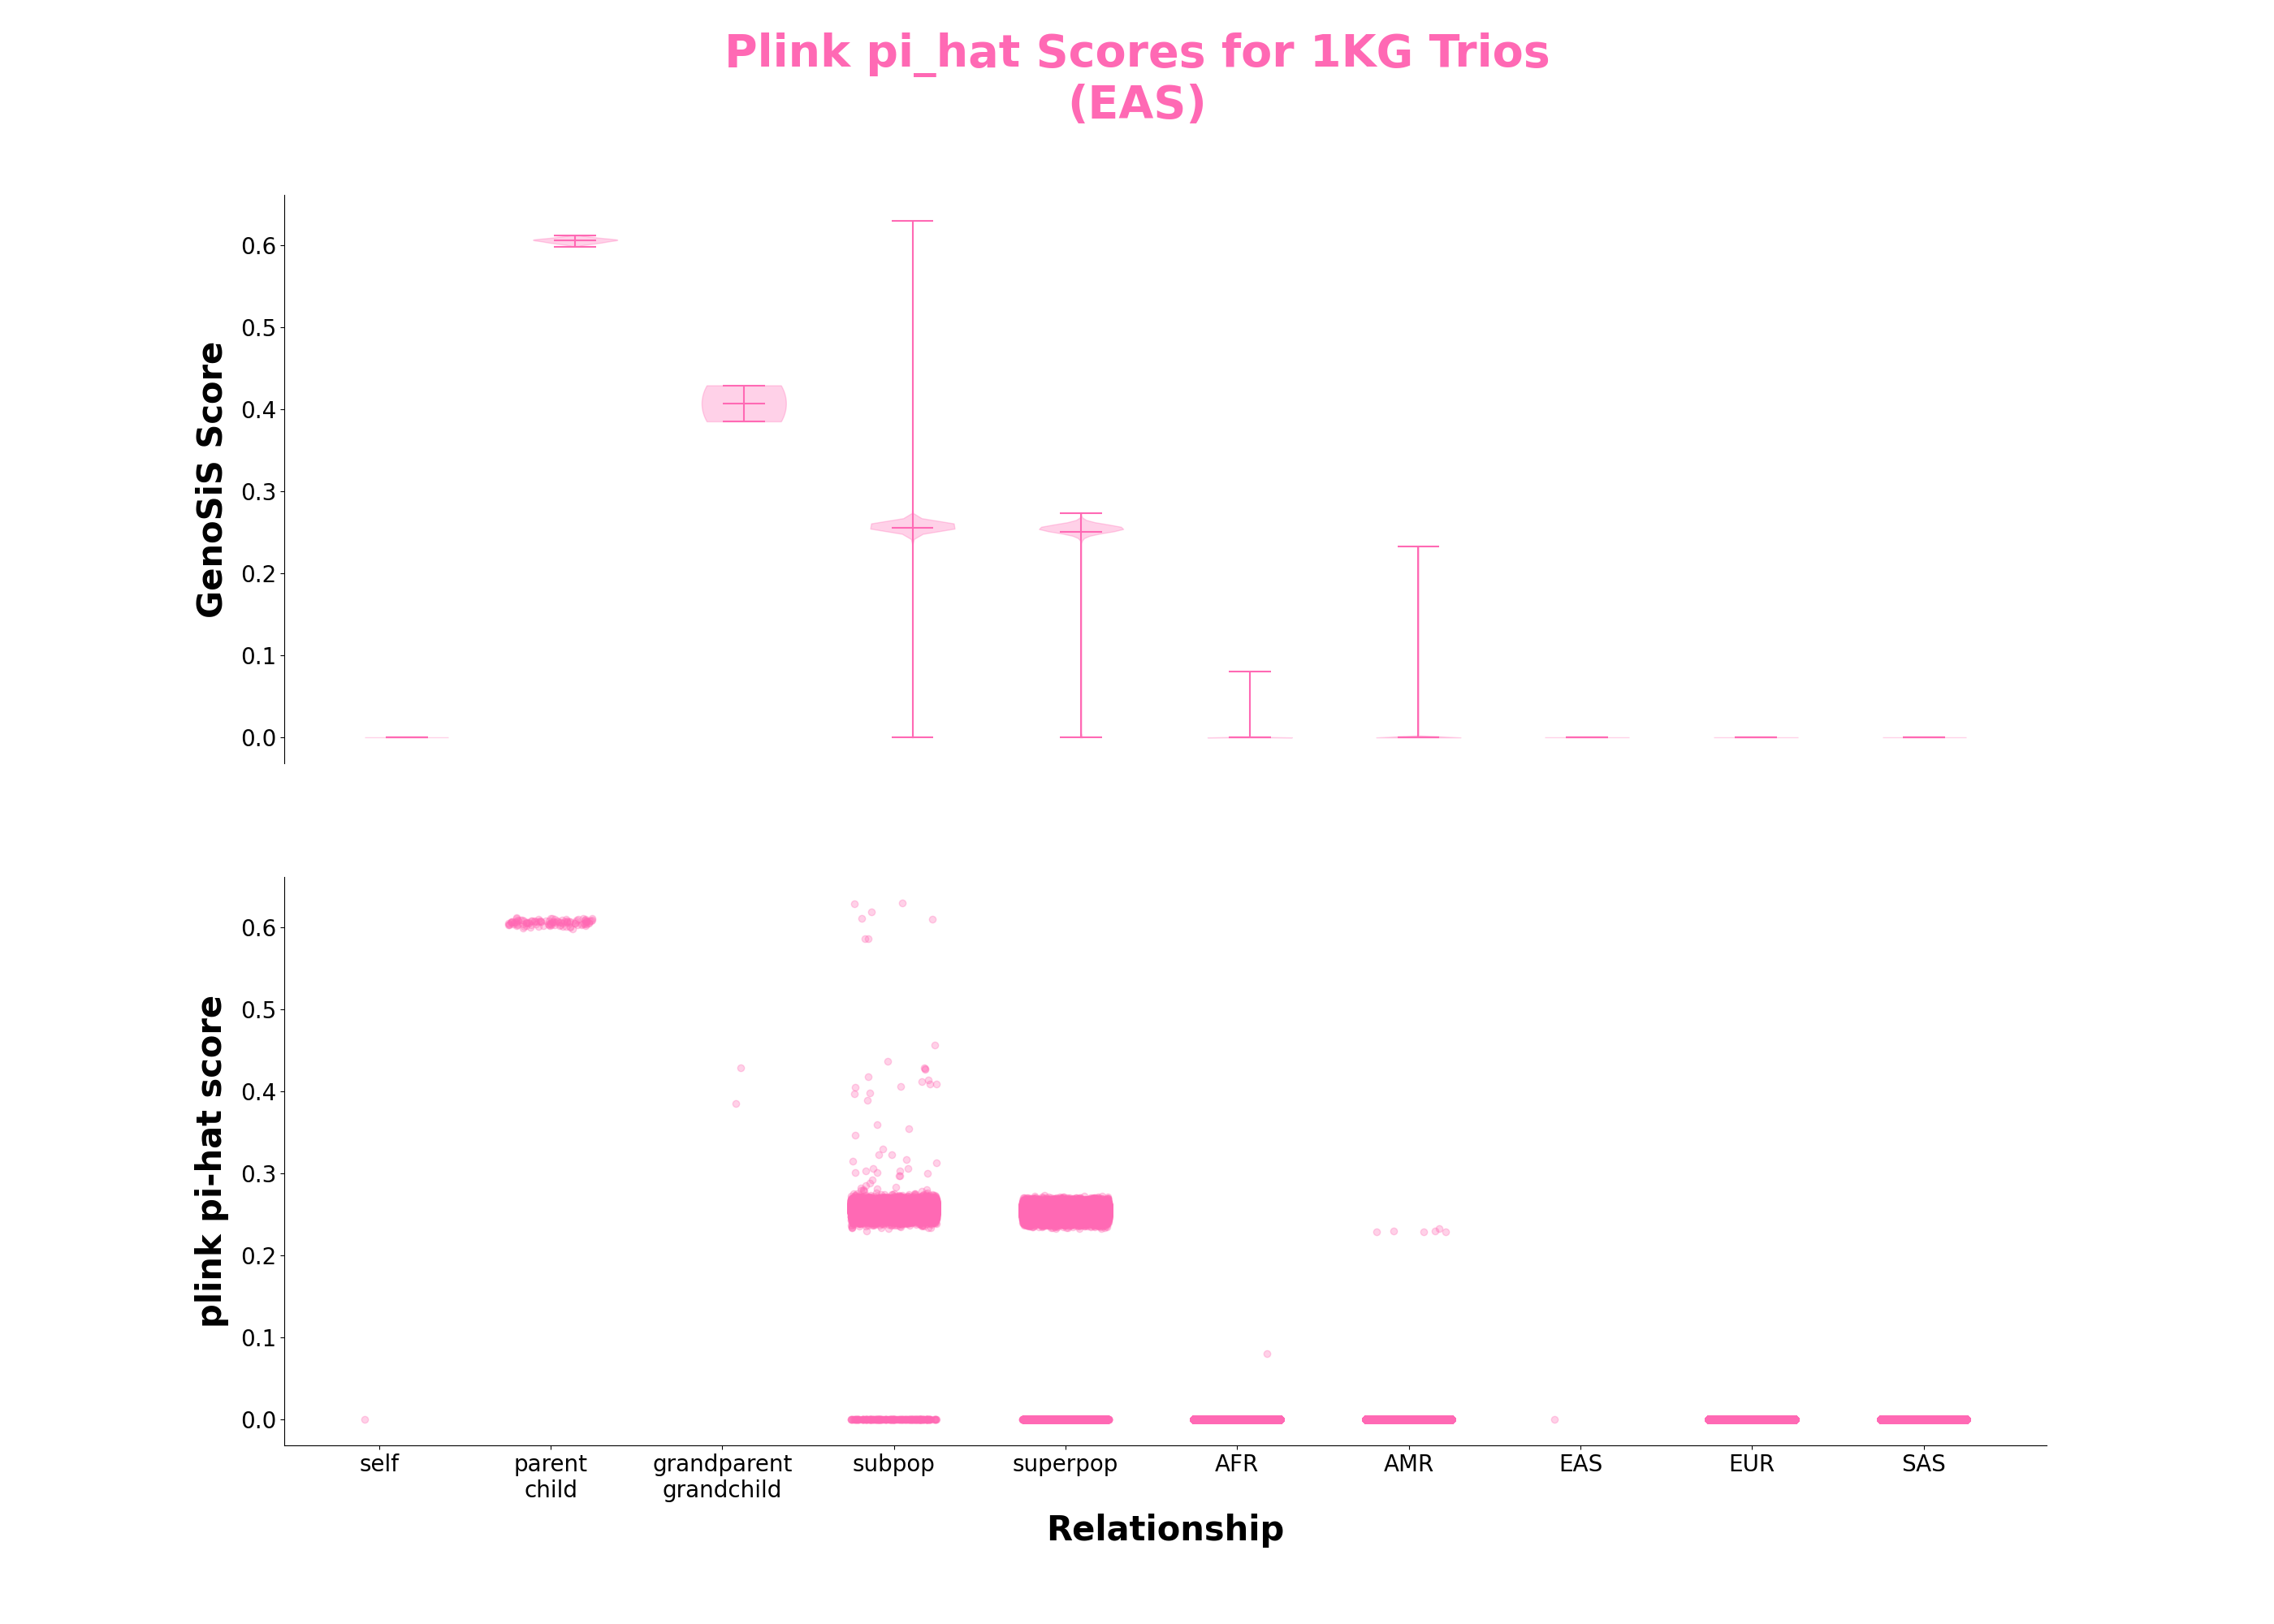 Plink pi_hat Scores for 1KG Trios
(EAS)
GenoSiS Score
0.6
0.5
0.4
0.3
0.2
0.1
0.0
plink pi-hat score
0.6
0.5
0.4
0.3
0.2
0.1
0.0
self
parent
child
grandparent
grandchild
subpop
superpop
AFR
AMR
EAS
EUR
SAS
Relationship